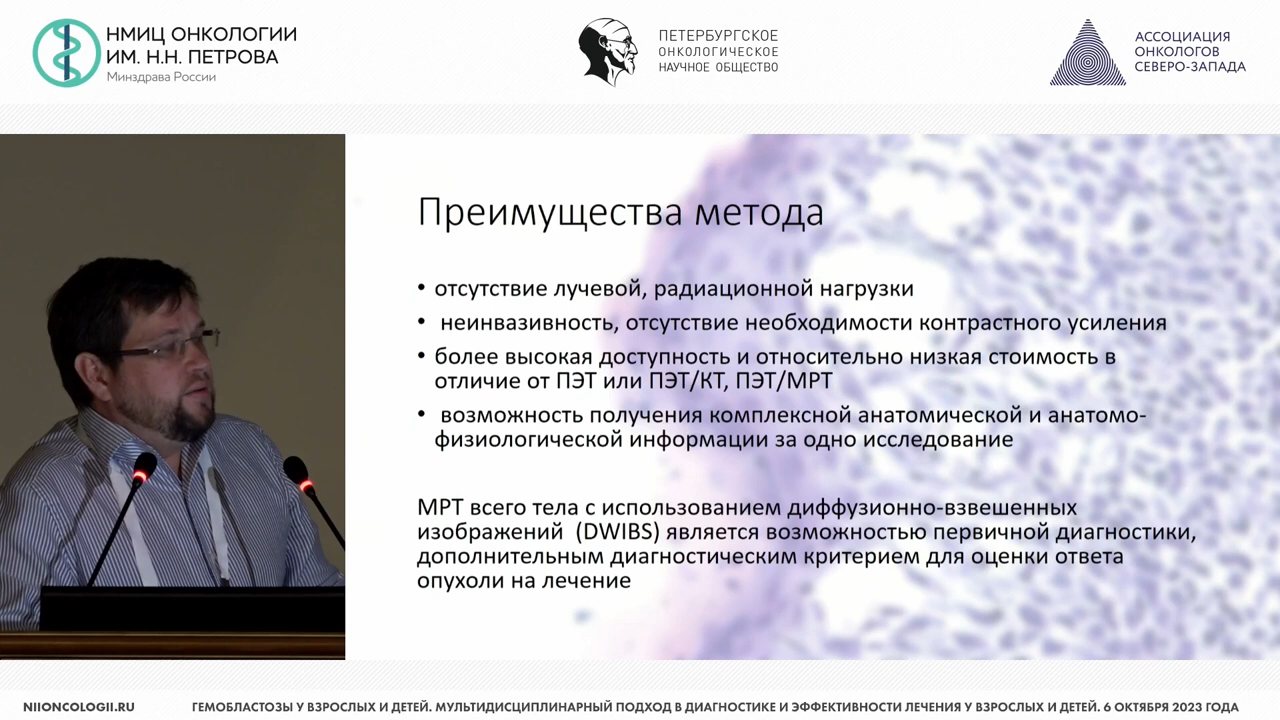 НМИЦ ОНКОЛОГИИ
ИМ. Н.Н. ПЕТРОВА
Минздрава России
ПЕТЕРБУРГСКОЕ
ОНКОЛОГИЧЕСКОЕ
НАУЧНОЕ ОБЩЕСТВО
АССОЦИАЦИЯ
ОНКОЛОГОВ
СЕВЕРО-ЗАПАДА
Преимущества метода
• отсутствие лучевой, радиационной нагрузки
• неинвазивность, отсутствие необходимости контрастного усиления
• более высокая доступность и относительно низкая стоимость в
отличие от ПЭТ или ПЭТ/КТ, ПЭТ/МРТ
• возможность получения комплексной анатомической и анатомо-
физиологической информации за одно исследование
МРТ всего тела с использованием диффузионно-взвешенных
изображений (DWIBS) является возможностью первичной диагностики,
дополнительным диагностическим критерием для оценки ответа
опухоли на лечение
NIIONCOLOGII.RU
ГЕМОБЛАСТОЗЫ У ВЗРОСЛЫХ И ДЕТЕЙ. МУЛЬТИДИСЦИПЛИНАРНЫЙ ПОДХОД В ДИАГНОСТИКЕ И ЭФФЕКТИВНОСТИ ЛЕЧЕНИЯ У ВЗРОСЛЫХ И ДЕТЕЙ. 6 ОКТЯБРЯ 2023 ГОДА